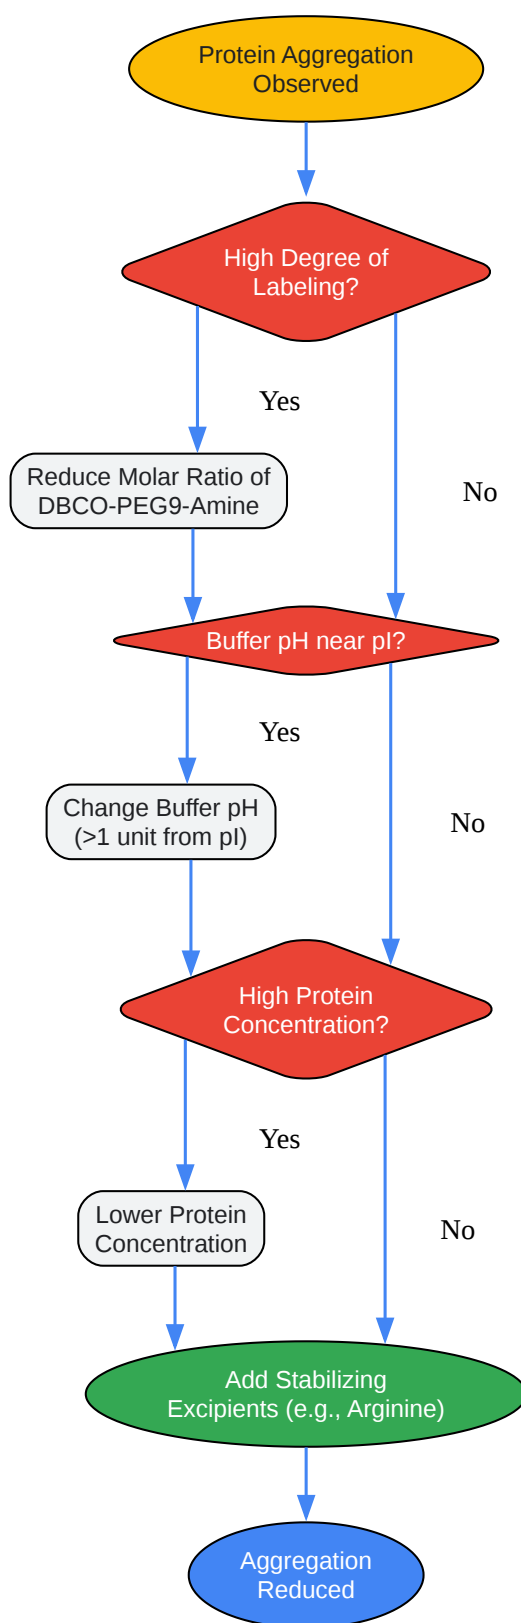 Protein Aggregation
Observed
High Degree of
Labeling?
Yes
Reduce Molar Ratio of
DBCO-PEG9-Amine
No
Buffer pH near pI?
Yes
Change Buffer pH
(>1 unit from pI)
No
High Protein
Concentration?
Yes
Lower Protein
Concentration
No
Add Stabilizing
Excipients (e.g., Arginine)
Aggregation
Reduced